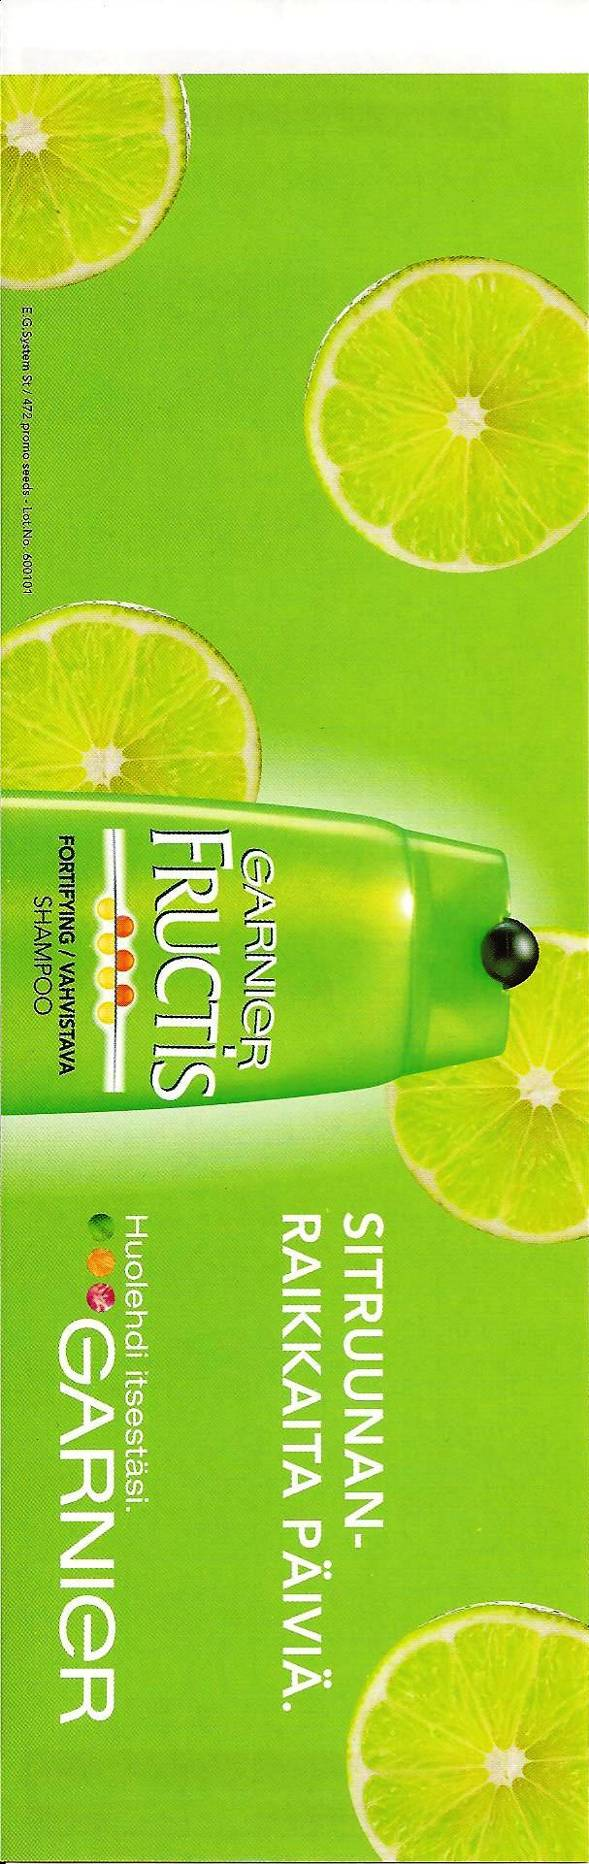 E.G.System St / 472 promo seeds - Lot No. 600101
GARNIER
FRUCTIS
FORTIFYING / VAHVISTAVA
SHAMPOO
SITRUUNAN-
RAIKKAITA PÄIVIÄ.
Huolehdi itsestäsi.
GARNIER